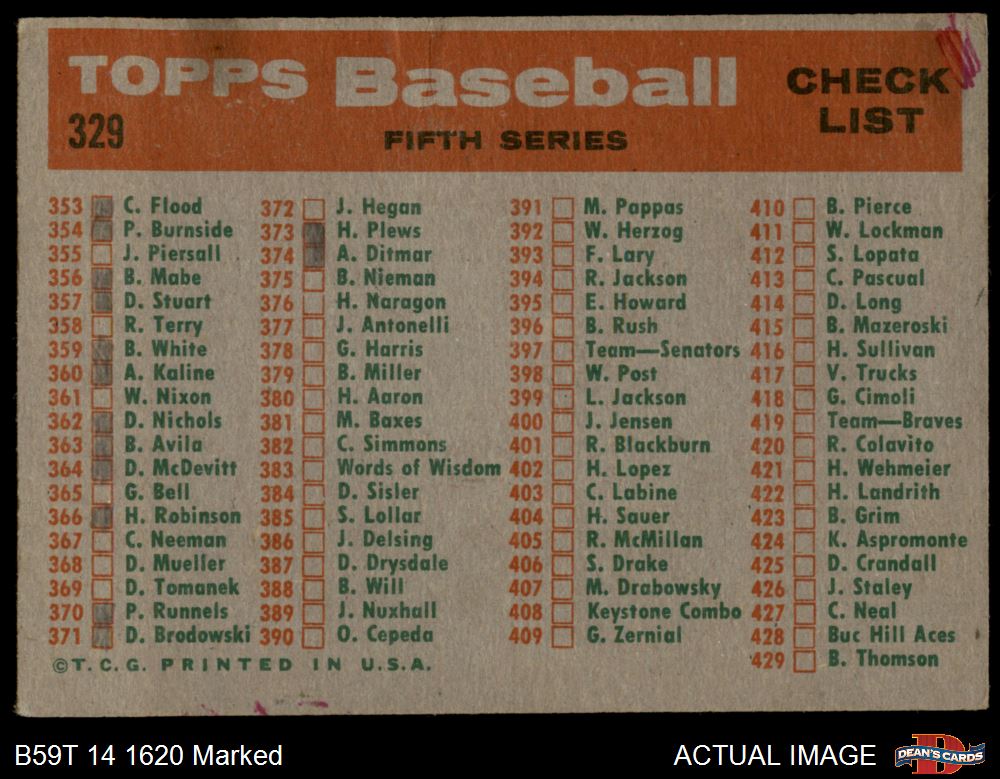 TOPPS Baseball CHECK LIST
329
FIFTH SERIES
353 C. Flood
354 P. Burnside
355 J. Piersall
356 B. Mabe
357 D. Stuart
358 R. Terry
359 B. White
360 A. Kaline
361 W. Nixon
362 D. Nichols
363 B. Avila
364 D. McDevitt
365 G. Bell
366 H. Robinson
367 C. Neeman
368 D. Mueller
369 D. Tomanek
370 P. Runnels
371 D. Brodowski
372 J. Hegan
373 H. Plews
374 A. Ditmar
375 B. Nieman
376 H. Naragon
377 J. Antonelli
378 G. Harris
379 B. Miller
380 H. Aaron
381 M. Baxes
382 C. Simmons
383 Words of Wisdom
384 D. Sisler
385 S. Lollar
386 J. Delsing
387 D. Drysdale
388 B. Will
389 J. Nuxhall
390 O. Cepeda
391 M. Pappas
392 W. Herzog
393 F. Lary
394 R. Jackson
395 E. Howard
396 B. Rush
397 Team—Senators
398 W. Post
399 L. Jackson
400 J. Jensen
401 R. Blackburn
402 H. Lopez
403 C. Labine
404 H. Sauer
405 R. McMillan
406 S. Drake
407 M. Drabowsky
408 Keystone Combo
409 G. Zernial
410 B. Pierce
411 W. Lockman
412 S. Lopata
413 C. Pascual
414 D. Long
415 B. Mazeroski
416 H. Sullivan
417 V. Trucks
418 G. Cimoli
419 Team—Braves
420 R. Colavito
421 H. Wehmeier
422 H. Landrith
423 B. Grim
424 K. Aspromonte
425 D. Crandall
426 J. Staley
427 C. Neal
428 Buc Hill Aces
429 B. Thomson
©T.C.G. PRINTED IN U.S.A.
B59T 14 1620 Marked
ACTUAL IMAGE
DEAN'S CARDS